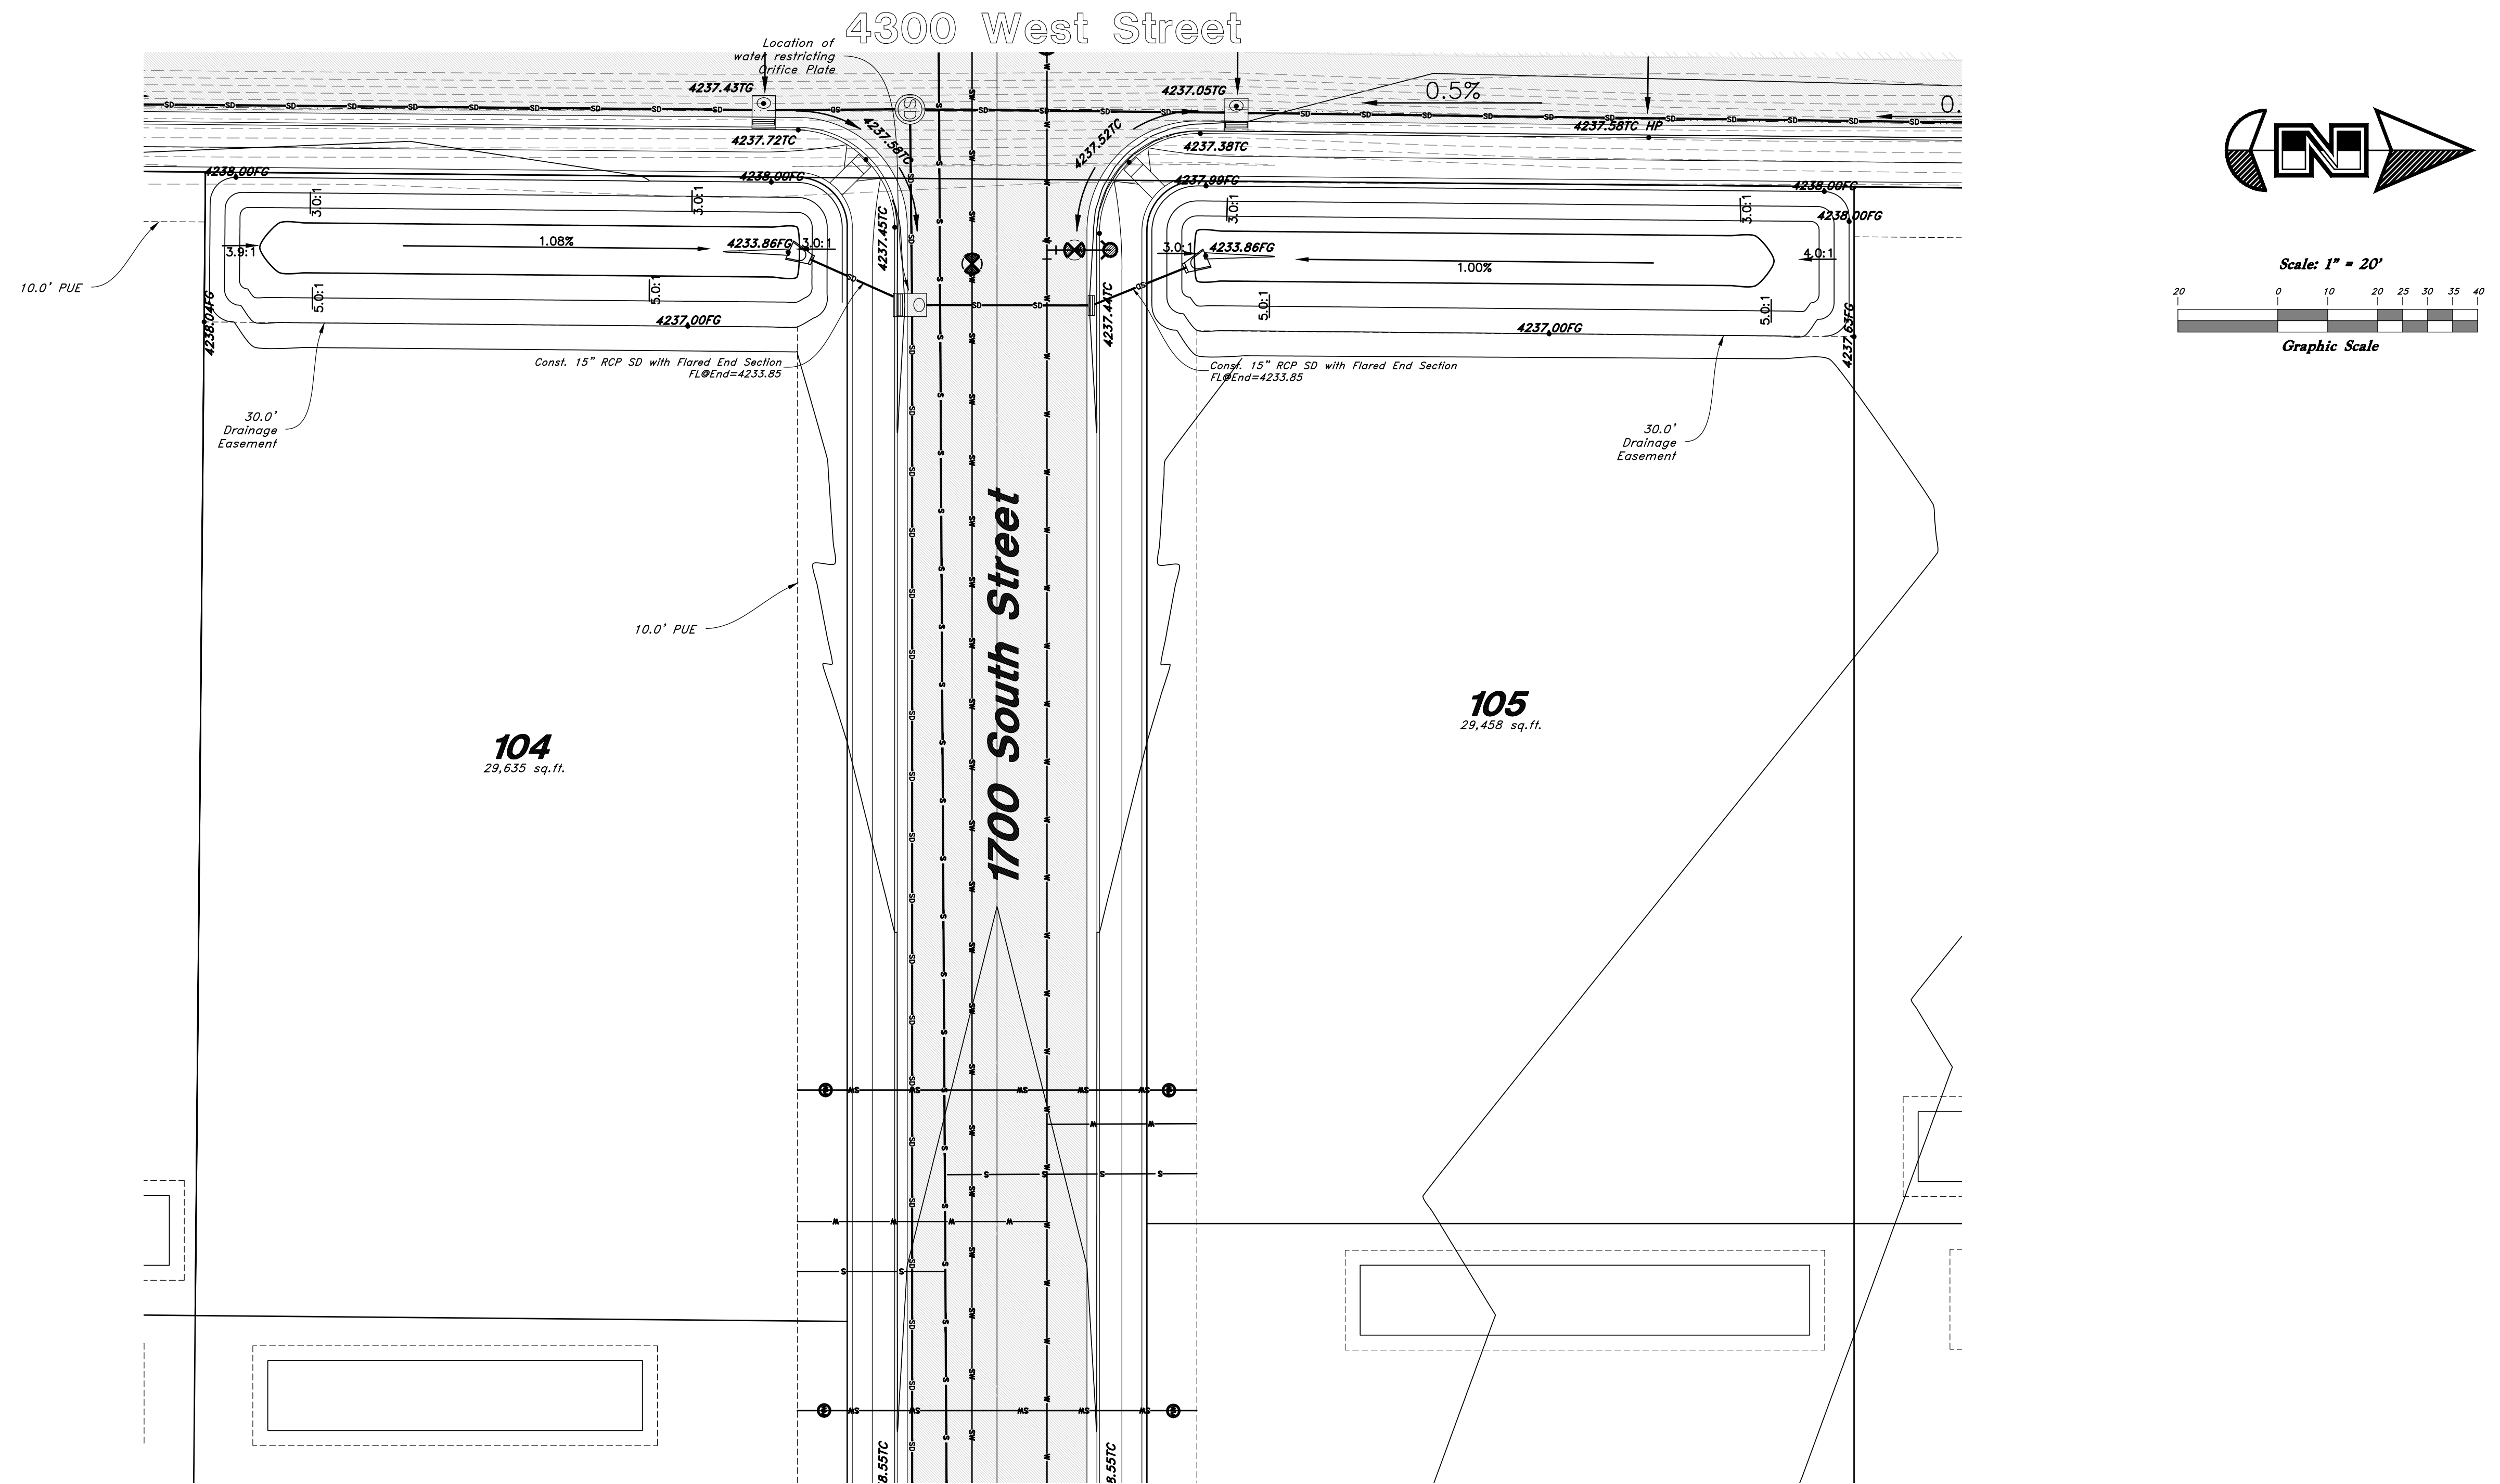 4300 West Street
Location of
water restricting
Orifice Plate
4237.43TG
4237.05TG
0.5%
0.
4237.58TC
4237.52TC
4237.58TC HP
4237.72TC
4237.38TC
4238.00FG
4238.00FG
4237.99FG
4238.00FG
3.0:1
3.0:1
3.0:1
3.0:1
4238.00FG
4237.45TC
1.08%
4233.86FG
3.0:1
3.0:1
4233.86FG
3.9:1
4.0:1
1.00%
10.0' PUE
5.0:1
5.0:1
5.0:1
5.0:1
4238.04FG
4237.00FG
4237.44TC
4237.00FG
4237.63FG
Const. 15" RCP SD with Flared End Section
FL@End=4233.85
Const. 15" RCP SD with Flared End Section
FL@End=4233.85
30.0'
Drainage
Easement
30.0'
Drainage
Easement
N
Scale: 1" = 20'
20 0 10 20 25 30 35 40
Graphic Scale
1700 South Street
10.0' PUE
104
29,635 sq.ft.
105
29,458 sq.ft.
SD
S
SW
W
8.55TC
8.55TC